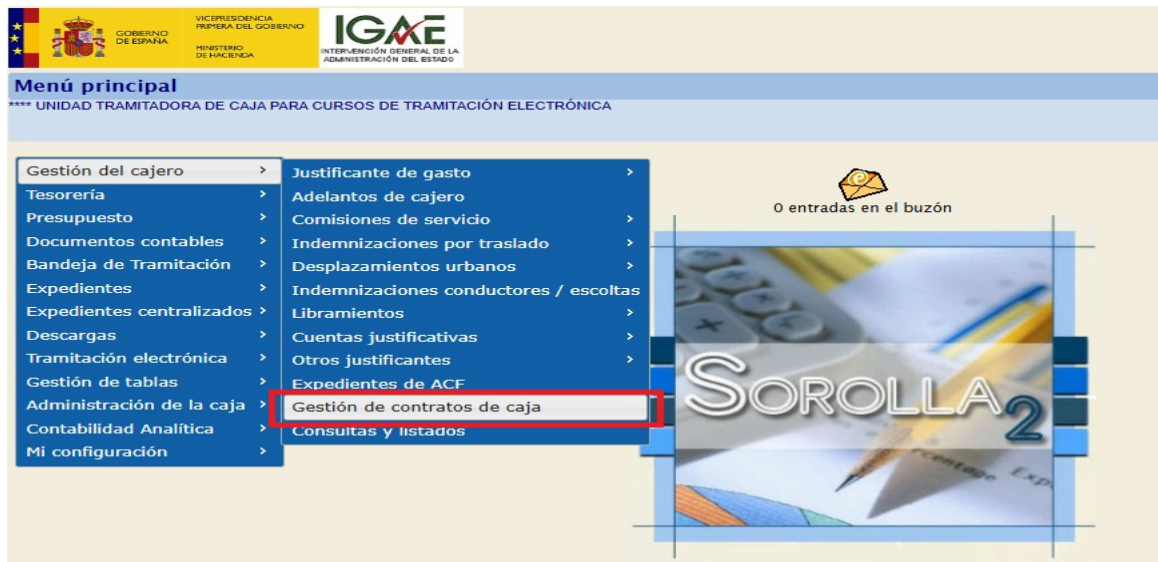 GOBIERNO
DE ESPAÑA
VICEPRESIDENCIA
PRIMERA DEL GOBIERNO
MINISTERIO
DE HACIENDA
IGAE
INTERVENCIÓN GENERAL DE LA
ADMINISTRACIÓN DEL ESTADO
Menú principal
**** UNIDAD TRAMITADORA DE CAJA PARA CURSOS DE TRAMITACIÓN ELECTRÓNICA
Gestión del cajero >
Tesorería >
Presupuesto >
Documentos contables >
Bandeja de Tramitación >
Expedientes >
Expedientes centralizados >
Descargas >
Tramitación electrónica >
Gestión de tablas >
Administración de la caja >
Contabilidad Analítica >
Mi configuración >
Justificante de gasto >
Adelantos de cajero
Comisiones de servicio >
Indemnizaciones por traslado >
Desplazamientos urbanos >
Indemnizaciones conductores / escoltas
Libramientos >
Cuentas justificativas >
Otros justificantes >
Expedientes de ACF
Gestión de contratos de caja
Consultas y listados
0 entradas en el buzón
SOROLLA2